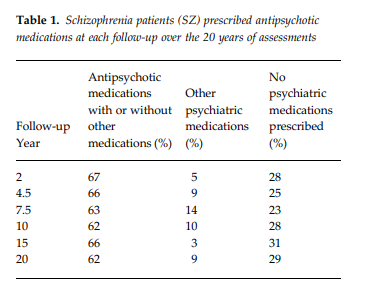 Table 1. Schizophrenia patients (SZ) prescribed antipsychotic
medications at each follow-up over the 20 years of assessments
Antipsychotic No
medications Other psychiatric
with or without psychiatric medications
Follow-up other medications prescribed
Year medications (%) (%) (%)
2 67 5 28
4.5 66 9 25
7.5 63 14 23
10 62 10 28
15 66 3 31
20 62 9 29